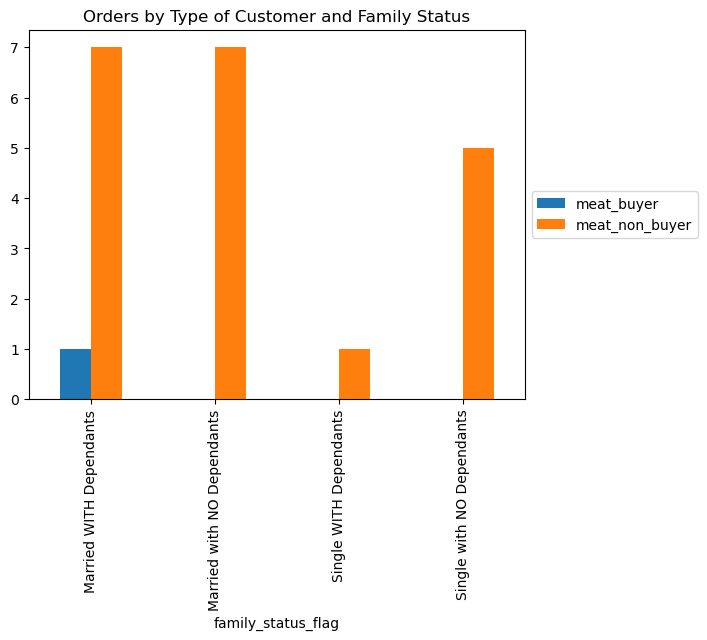 Orders by Type of Customer and Family Status
7
6
5
4
3
2
1
0
meat_buyer
meat_non_buyer
Married WITH Dependants
Married with NO Dependants
Single WITH Dependants
Single with NO Dependants
family_status_flag